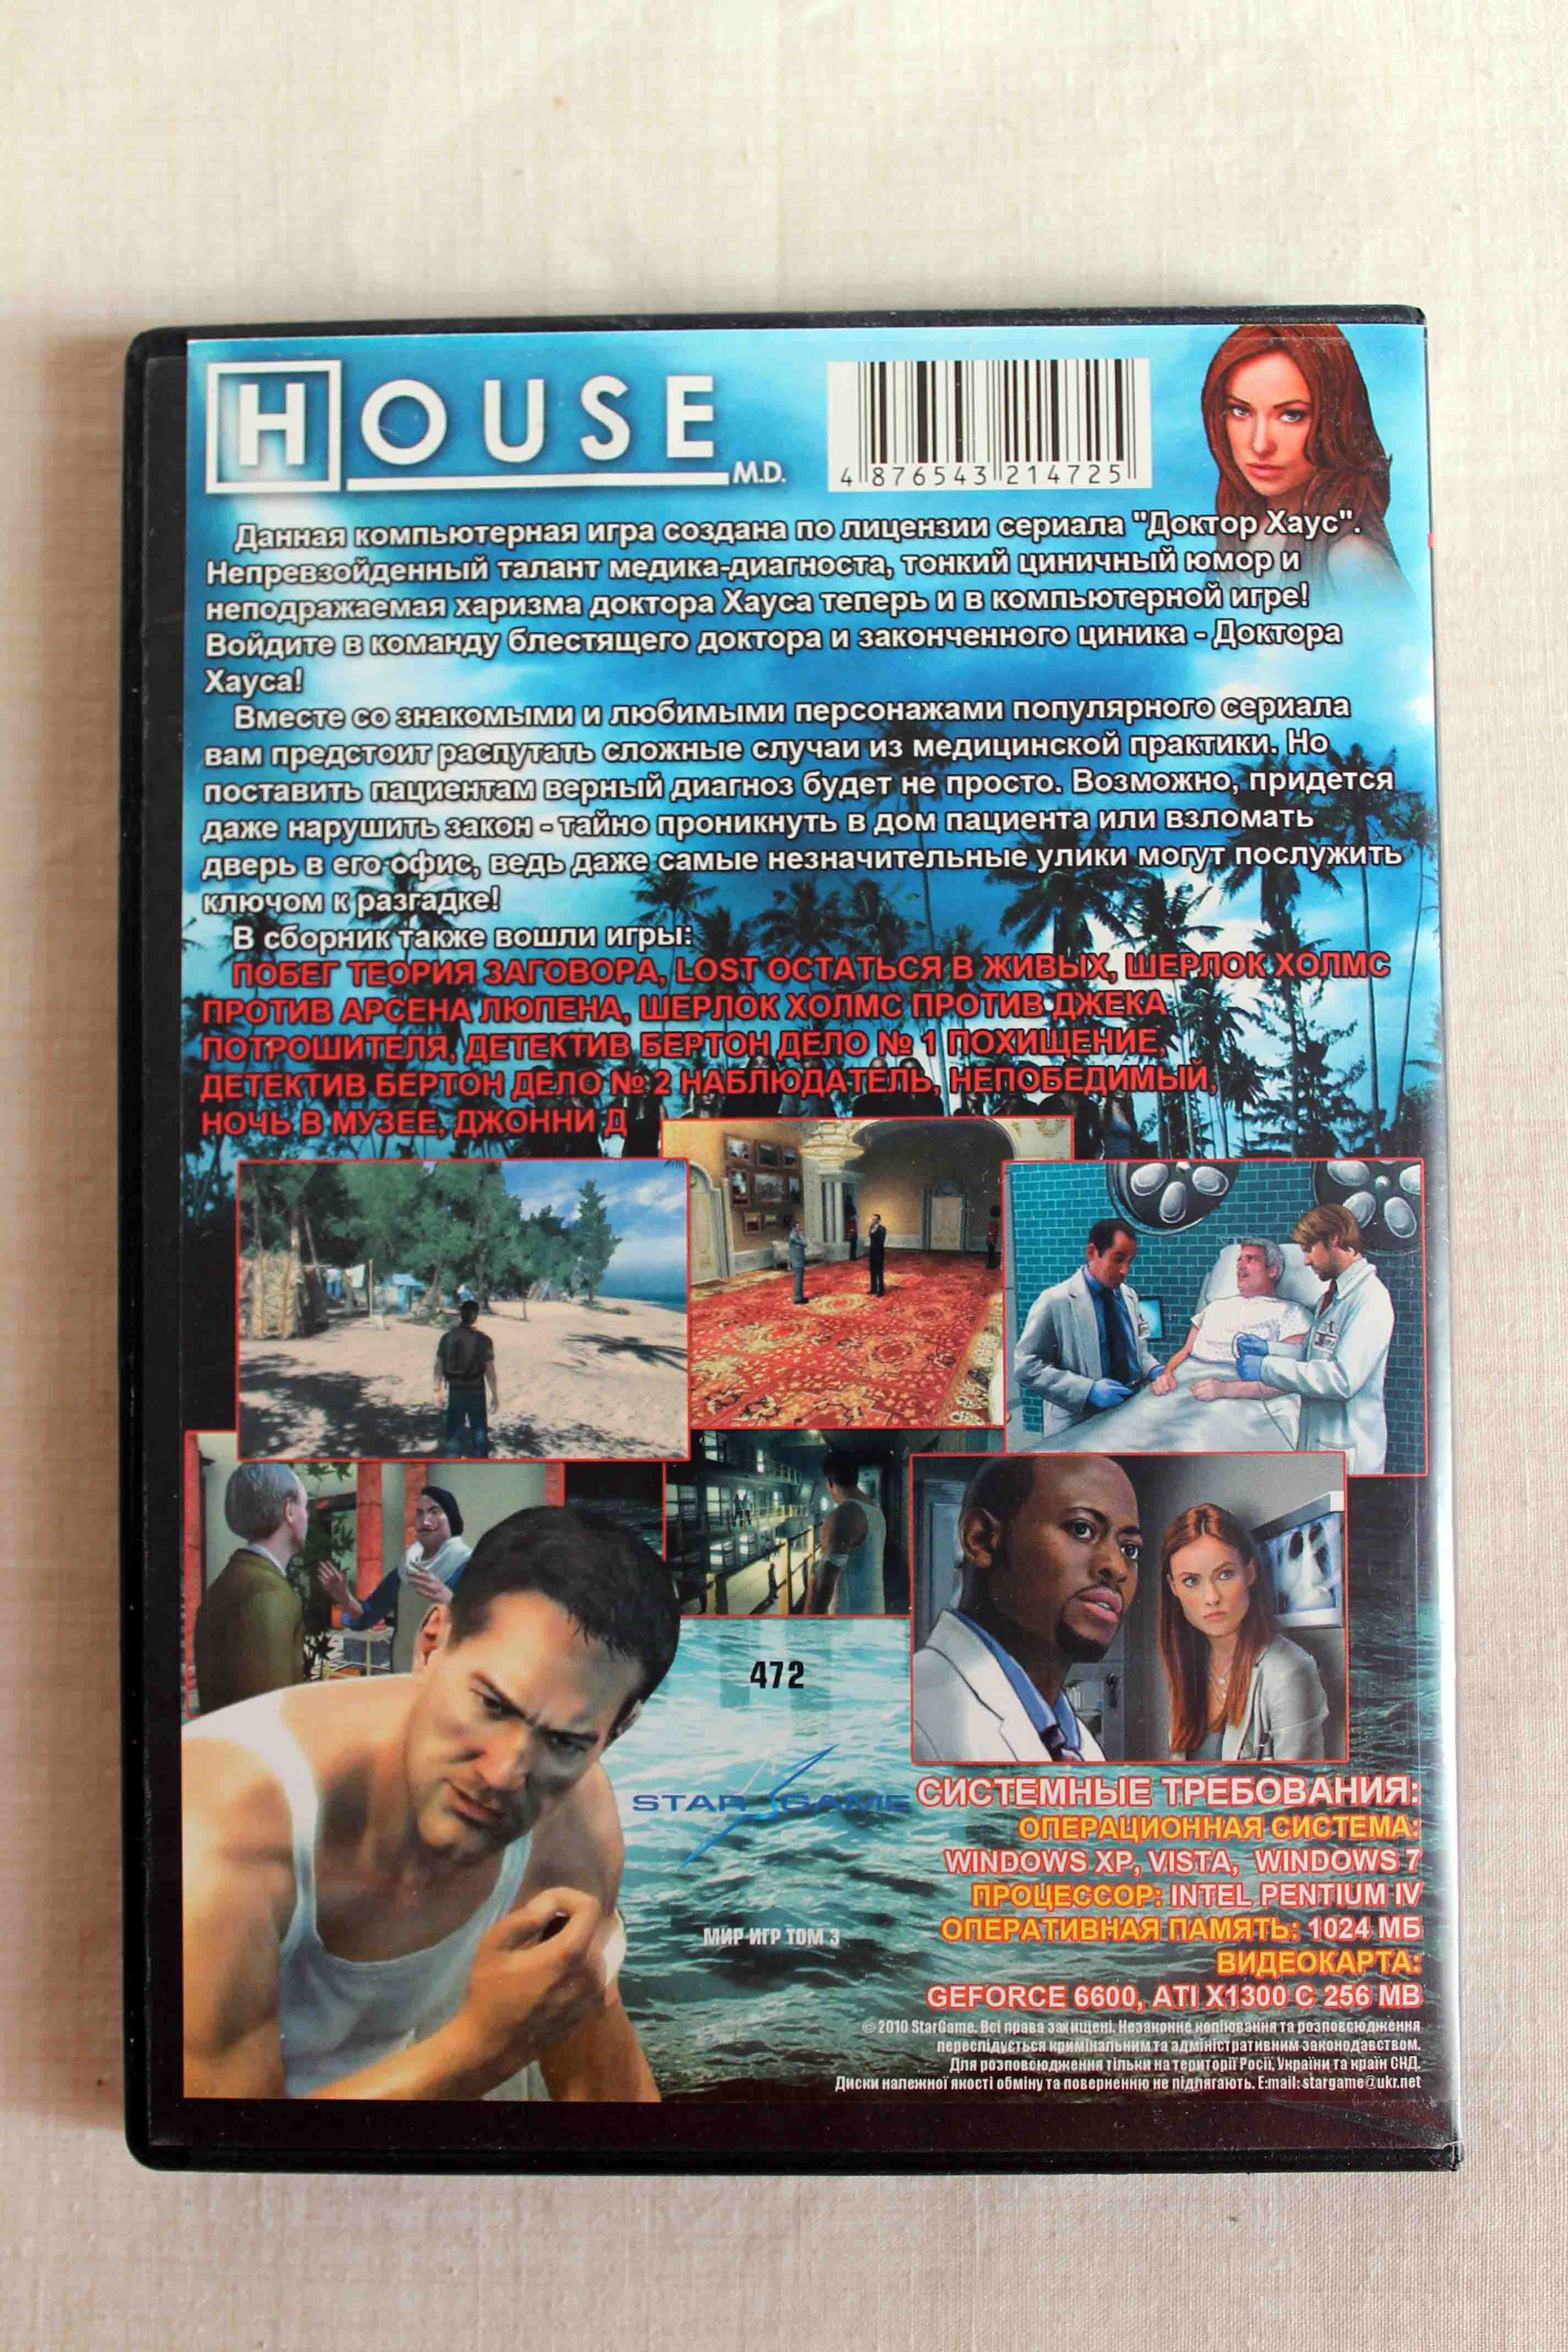 HOUSE M.D.
4 876543 214725
Данная компьютерная игра создана по лицензии сериала "Доктор Хаус".
Непревзойденный талант медика-диагноста, тонкий циничный юмор и
неподражаемая харизма доктора Хауса теперь и в компьютерной игре!
Войдите в команду блестящего доктора и законченного циника - Доктора
Хауса!
Вместе со знакомыми и любимыми персонажами популярного сериала
вам предстоит распутать сложные случаи из медицинской практики. Но
поставить пациентам верный диагноз будет не просто. Возможно, придется
даже нарушить закон - тайно проникнуть в дом пациента или взломать
дверь в его офис, ведь даже самые незначительные улики могут послужить
ключом к разгадке!
В сборник также вошли игры:
ПОБЕГ ТЕОРИЯ ЗАГОВОРА, LOST ОСТАТЬСЯ В ЖИВЫХ, ШЕРЛОК ХОЛМС
ПРОТИВ АРСЕНА ЛЮПЕНА, ШЕРЛОК ХОЛМС ПРОТИВ ДЖЕКА
ПОТРОШИТЕЛЯ, ДЕТЕКТИВ БЕРТОН ДЕЛО № 1 ПОХИЩЕНИЕ,
ДЕТЕКТИВ БЕРТОН ДЕЛО № 2 НАБЛЮДАТЕЛЬ, НЕПОБЕДИМЫЙ,
НОЧЬ В МУЗЕЕ, ДЖОННИ Д
472
STAR GAME
МИР ИГР ТОМ 3
СИСТЕМНЫЕ ТРЕБОВАНИЯ:
ОПЕРАЦИОННАЯ СИСТЕМА:
WINDOWS XP, VISTA, WINDOWS 7
ПРОЦЕССОР: INTEL PENTIUM IV
ОПЕРАТИВНАЯ ПАМЯТЬ: 1024 МБ
ВИДЕОКАРТА:
GEFORCE 6600, ATI X1300 С 256 MB
© 2010 StarGame. Всі права захищені. Незаконне копіювання та розповсюдження
переслідується кримінальним та адміністративним законодавством.
Для розповсюдження тільки на території Росії, України та країн СНД.
Диски належної якості обміну та поверненню не підлягають. E:mail: stargame@ukr.net